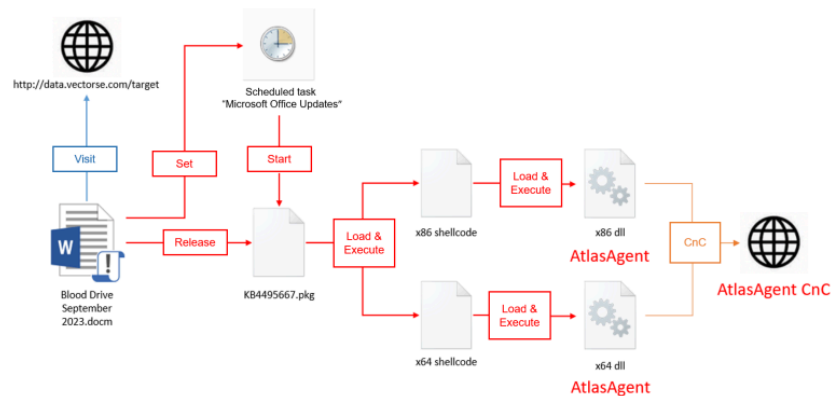 http://data.vectorse.com/target
Scheduled task
"Microsoft Office Updates"
Visit
Set
Start
Load &
Execute
x86 shellcode
x86 dll
AtlasAgent
W
Release
Load &
Execute
CnC
Blood Drive
September
2023.docm
KB4495667.pkg
AtlasAgent CnC
Load &
Execute
x64 shellcode
x64 dll
AtlasAgent